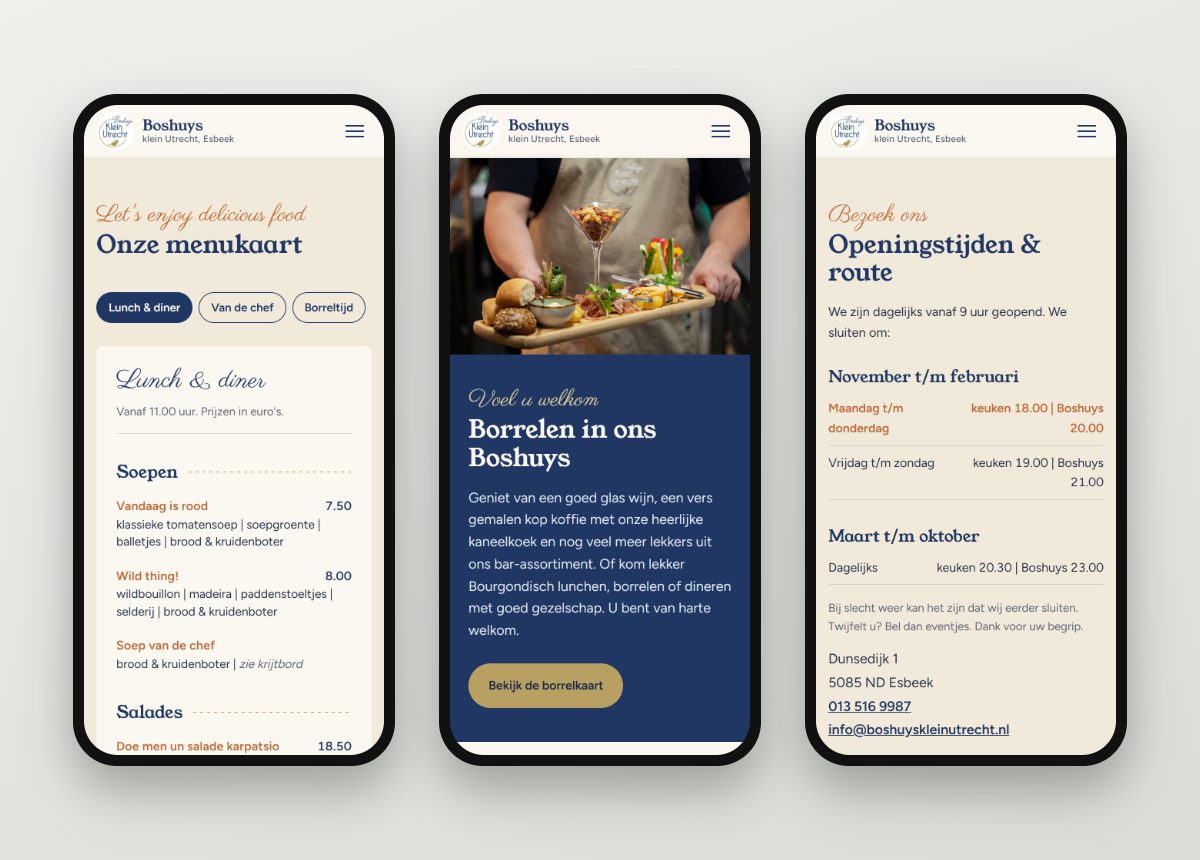 Boshuys
Klein
Utrecht
Boshuys
klein Utrecht, Esbeek
Let's enjoy delicious food
Onze menukaart
Lunch & diner
Van de chef
Borreltijd
Lunch & diner
Vanaf 11.00 uur. Prijzen in euro's.
Soepen
Vandaag is rood 7.50
klassieke tomatensoep | soepgroente |
balletjes | brood & kruidenboter
Wild thing! 8.00
wildbouillon | madeira | paddenstoeltjes |
selderij | brood & kruidenboter
Soep van de chef
brood & kruidenboter | zie krijtbord
Salades
Doe men un salade karpatsio 18.50
Boshuys
Klein
Utrecht
Boshuys
klein Utrecht, Esbeek
Voel u welkom
Borrelen in ons
Boshuys
Geniet van een goed glas wijn, een vers
gemalen kop koffie met onze heerlijke
kaneelkoek en nog veel meer lekkers uit
ons bar-assortiment. Of kom lekker
Bourgondisch lunchen, borrelen of dineren
met goed gezelschap. U bent van harte
welkom.
Bekijk de borrelkaart
Boshuys
Klein
Utrecht
Boshuys
klein Utrecht, Esbeek
Bezoek ons
Openingstijden &
route
We zijn dagelijks vanaf 9 uur geopend. We
sluiten om:
November t/m februari
Maandag t/m keuken 18.00 | Boshuys
donderdag 20.00
Vrijdag t/m zondag keuken 19.00 | Boshuys
21.00
Maart t/m oktober
Dagelijks keuken 20.30 | Boshuys 23.00
Bij slecht weer kan het zijn dat wij eerder sluiten.
Twijfelt u? Bel dan eventjes. Dank voor uw begrip.
Dunsedijk 1
5085 ND Esbeek
013 516 9987
info@boshuyskleinutrecht.nl